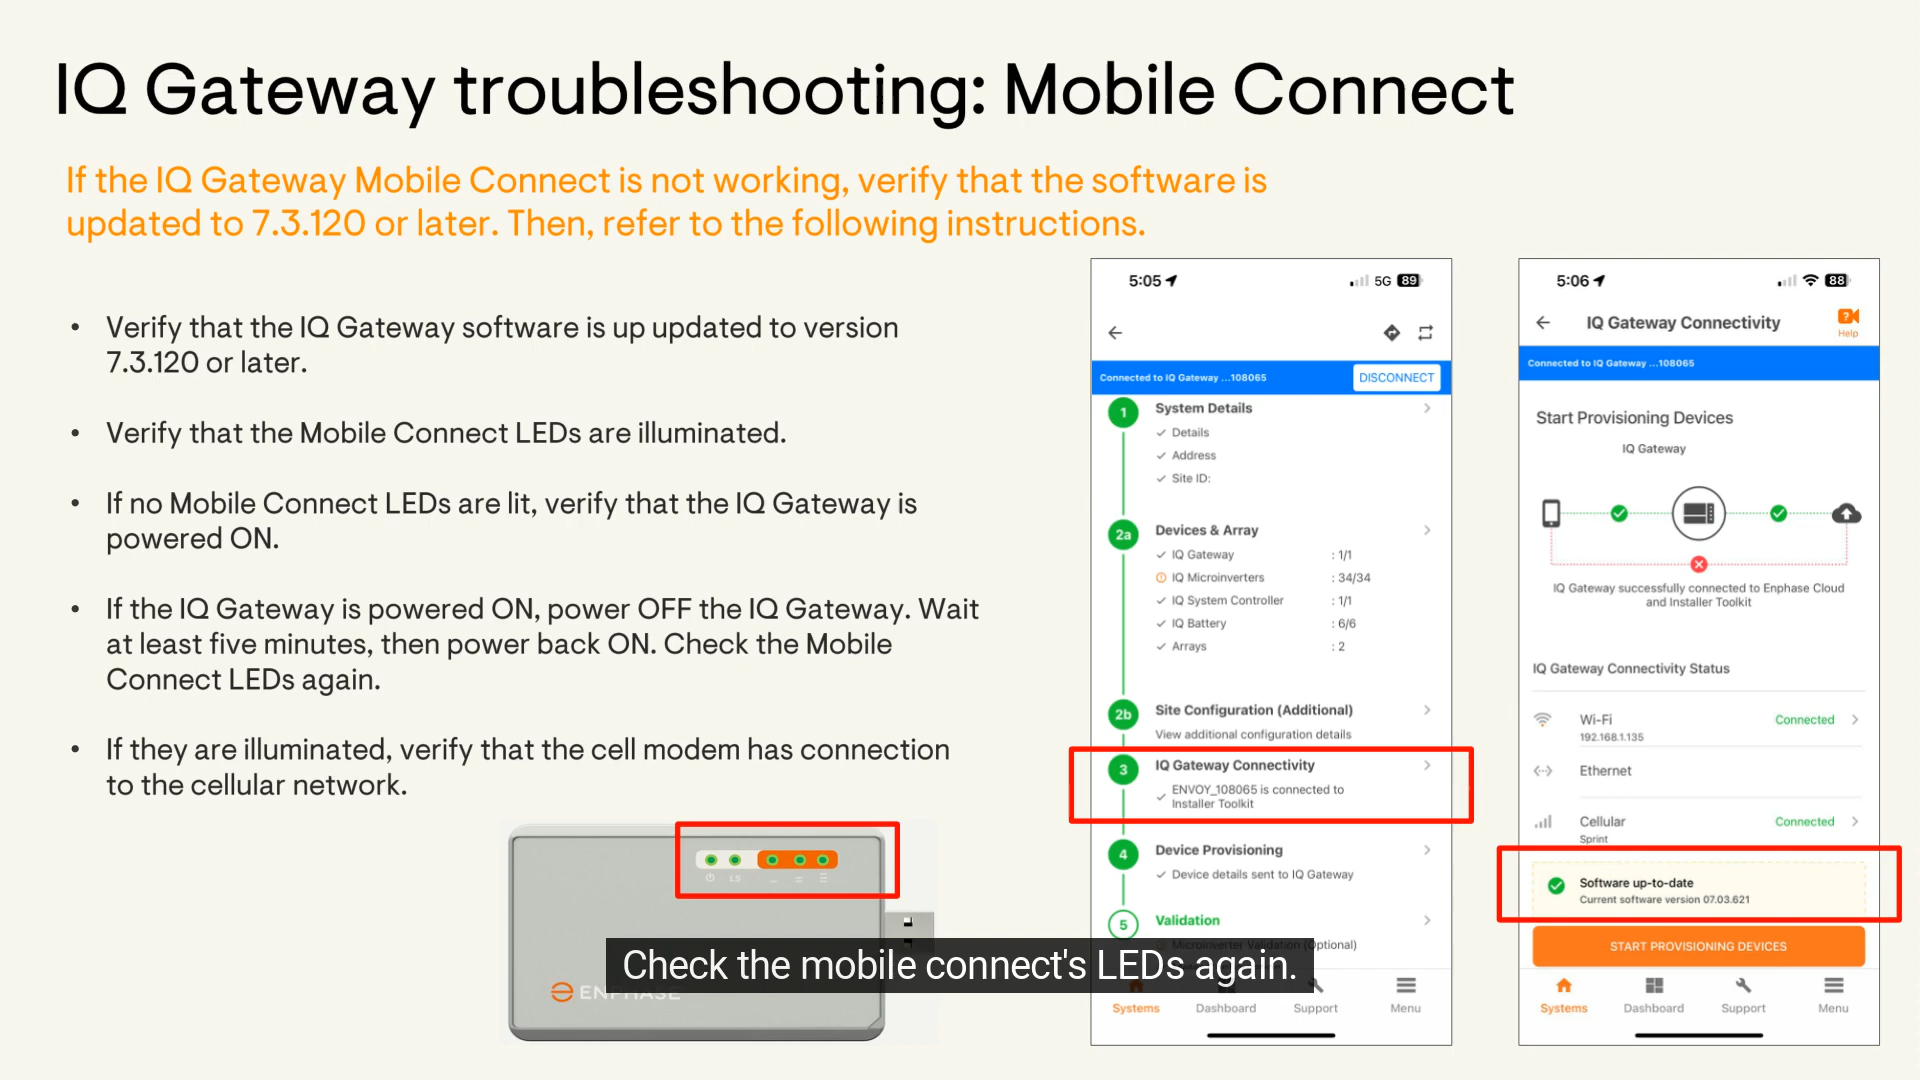 IQ Gateway troubleshooting: Mobile Connect
If the IQ Gateway Mobile Connect is not working, verify that the software is
updated to 7.3.120 or later. Then, refer to the following instructions.
• Verify that the IQ Gateway software is up updated to version
7.3.120 or later.
• Verify that the Mobile Connect LEDs are illuminated.
• If no Mobile Connect LEDs are lit, verify that the IQ Gateway is
powered ON.
• If the IQ Gateway is powered ON, power OFF the IQ Gateway. Wait
at least five minutes, then power back ON. Check the Mobile
Connect LEDs again.
• If they are illuminated, verify that the cell modem has connection
to the cellular network.
LS
ENPHASE
5:05
5G 89
Connected to IQ Gateway ...108065
DISCONNECT
1 System Details
Details
Address
Site ID:
2a Devices & Array
IQ Gateway : 1/1
IQ Microinverters : 34/34
IQ System Controller : 1/1
IQ Battery : 6/6
Arrays : 2
2b Site Configuration (Additional)
View additional configuration details
3 IQ Gateway Connectivity
ENVOY_108065 is connected to
Installer Toolkit
4 Device Provisioning
Device details sent to IQ Gateway
5 Validation
Microinverter Validation (Optional)
Systems Dashboard Support Menu
5:06
88
IQ Gateway Connectivity
Help
Connected to IQ Gateway ...108065
Start Provisioning Devices
IQ Gateway
IQ Gateway successfully connected to Enphase Cloud
and Installer Toolkit
IQ Gateway Connectivity Status
Wi-Fi Connected
192.168.1.135
Ethernet
Cellular Connected
Sprint
Software up-to-date
Current software version 07.03.621
START PROVISIONING DEVICES
Systems Dashboard Support Menu
Check the mobile connect's LEDs again.